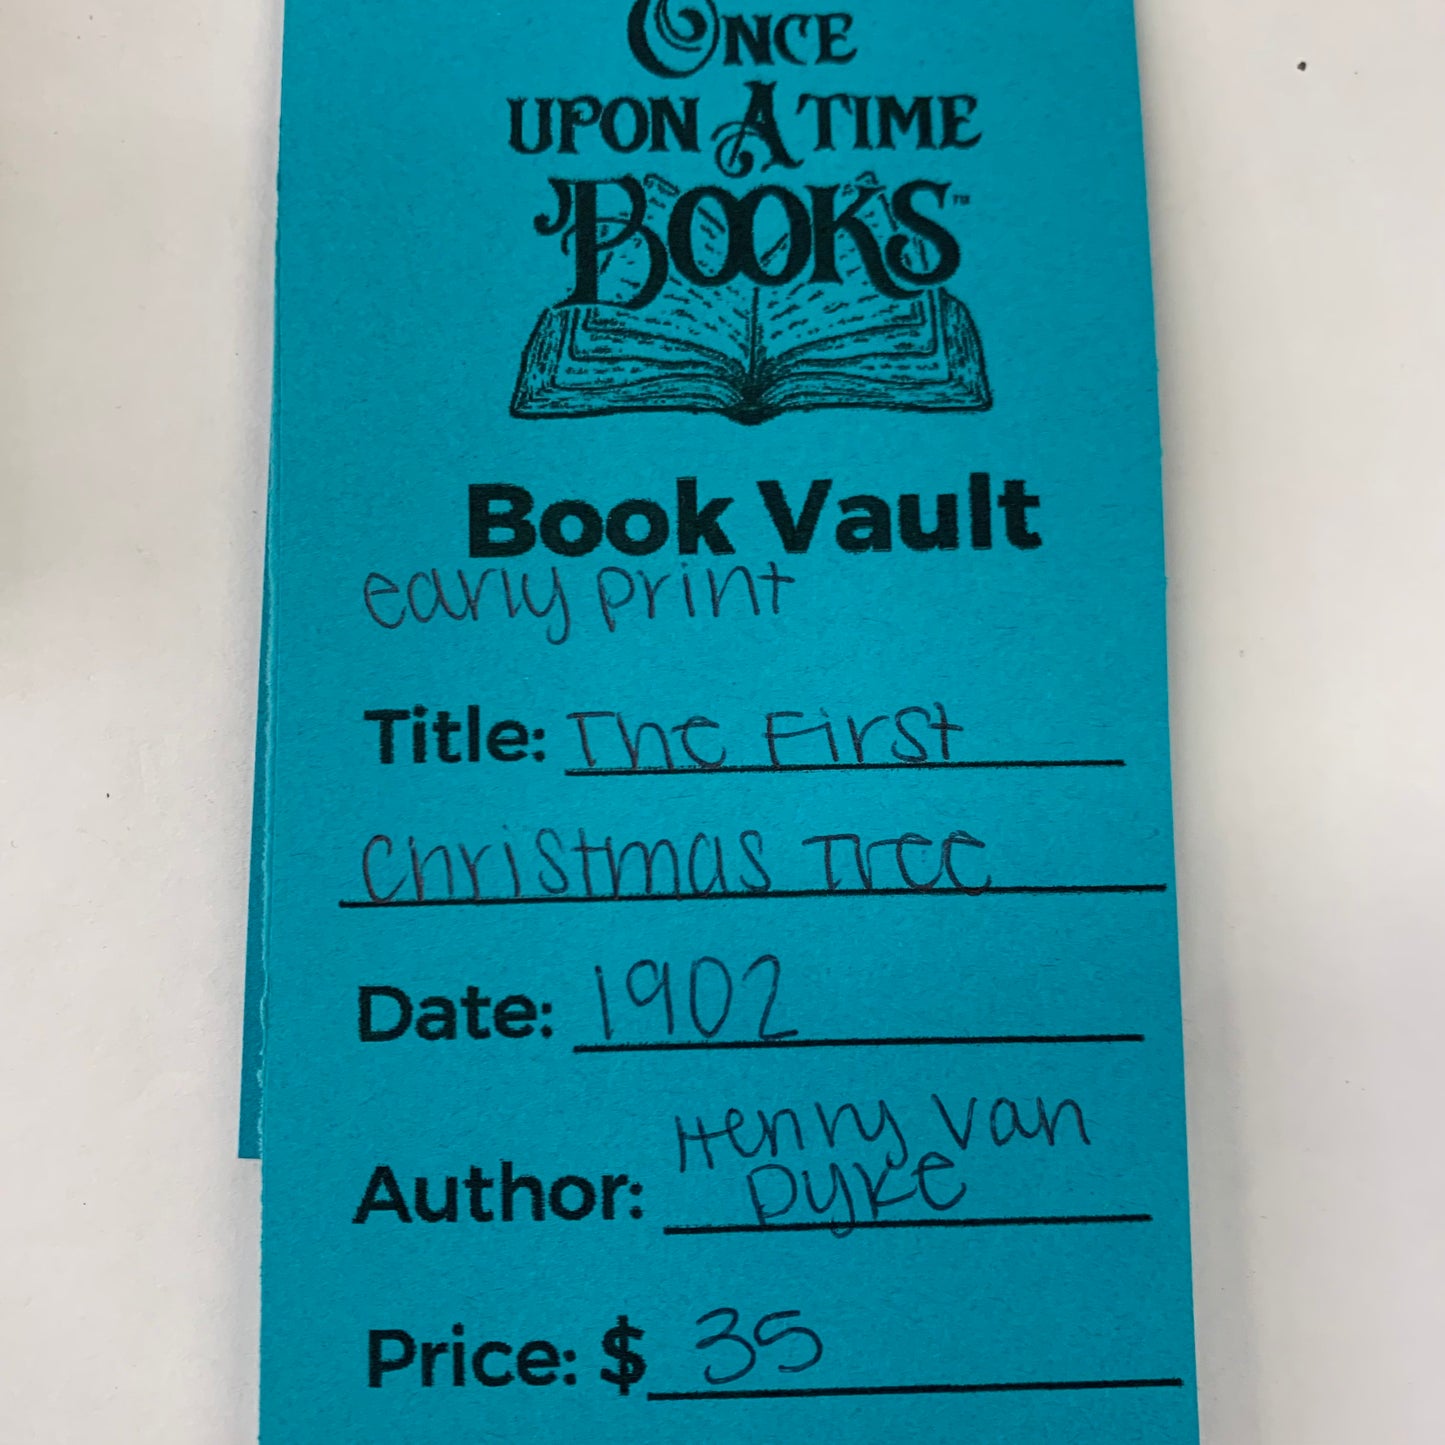 ONCE
UPON A TIME
BOOKS™
Book Vault
early print
Title: The First
Christmas Tree
Date: 1902
Henry Van
Author: Dyke
Price: $ 35